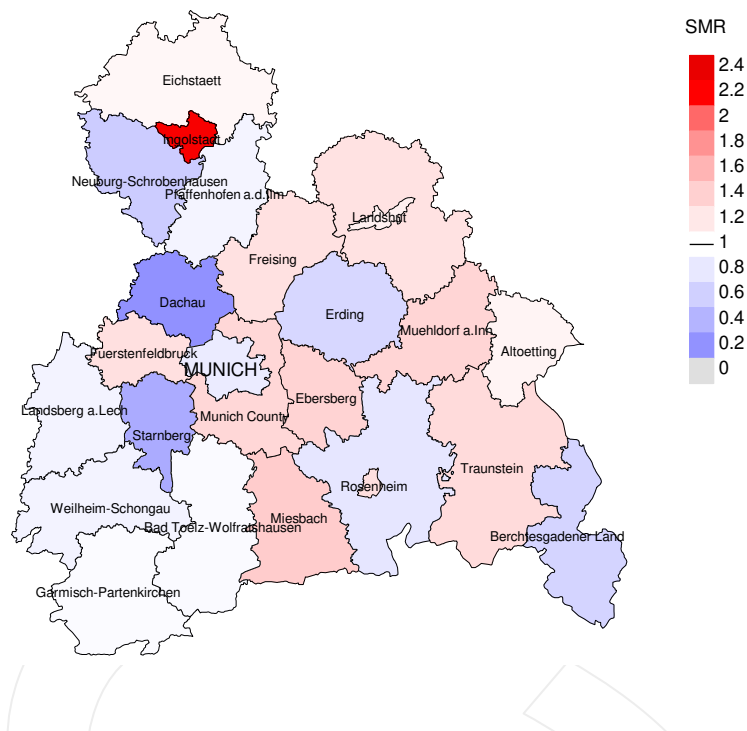 SMR
2.4
2.2
2
1.8
1.6
1.4
1.2
1
0.8
0.6
0.4
0.2
0
Eichstaett
Ingolstadt
Neuburg-Schrobenhausen
Pfaffenhofen a.d.Ilm
Landshut
Freising
Dachau
Erding
Muehldorf a.Inn
Altoetting
Fuerstenfeldbruck
MUNICH
Ebersberg
Landsberg a.Lech
Munich County
Starnberg
Traunstein
Rosenheim
Weilheim-Schongau
Miesbach
Bad Toelz-Wolfratshausen
Berchtesgadener Land
Garmisch-Partenkirchen